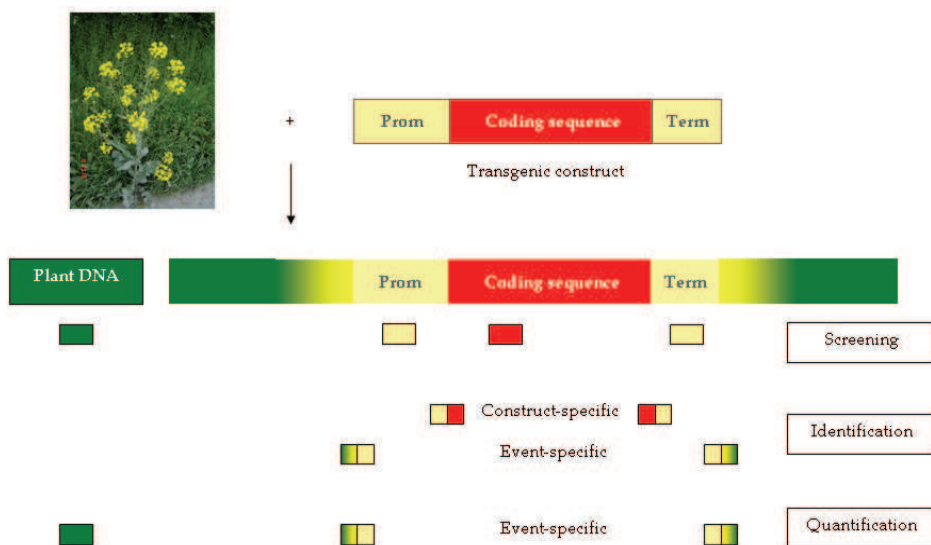 Prom Coding sequence Term
+
Transgenic construct
Plant DNA
Prom Coding sequence Term
Screening
Construct-specific
Identification
Event-specific
Event-specific
Quantification